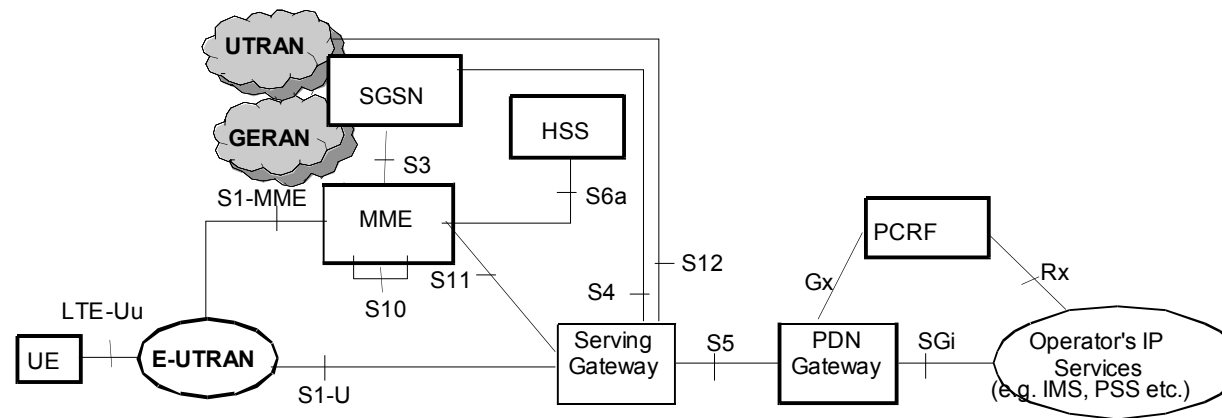 UTRAN
SGSN
GERAN
HSS
S3
S1-MME
S6a
MME
PCRF
S12
S11
Gx
Rx
S4
S10
LTE-Uu
UE
E-UTRAN
S1-U
Serving
Gateway
S5
PDN
Gateway
SGi
Operator's IP
Services
(e.g. IMS, PSS etc.)